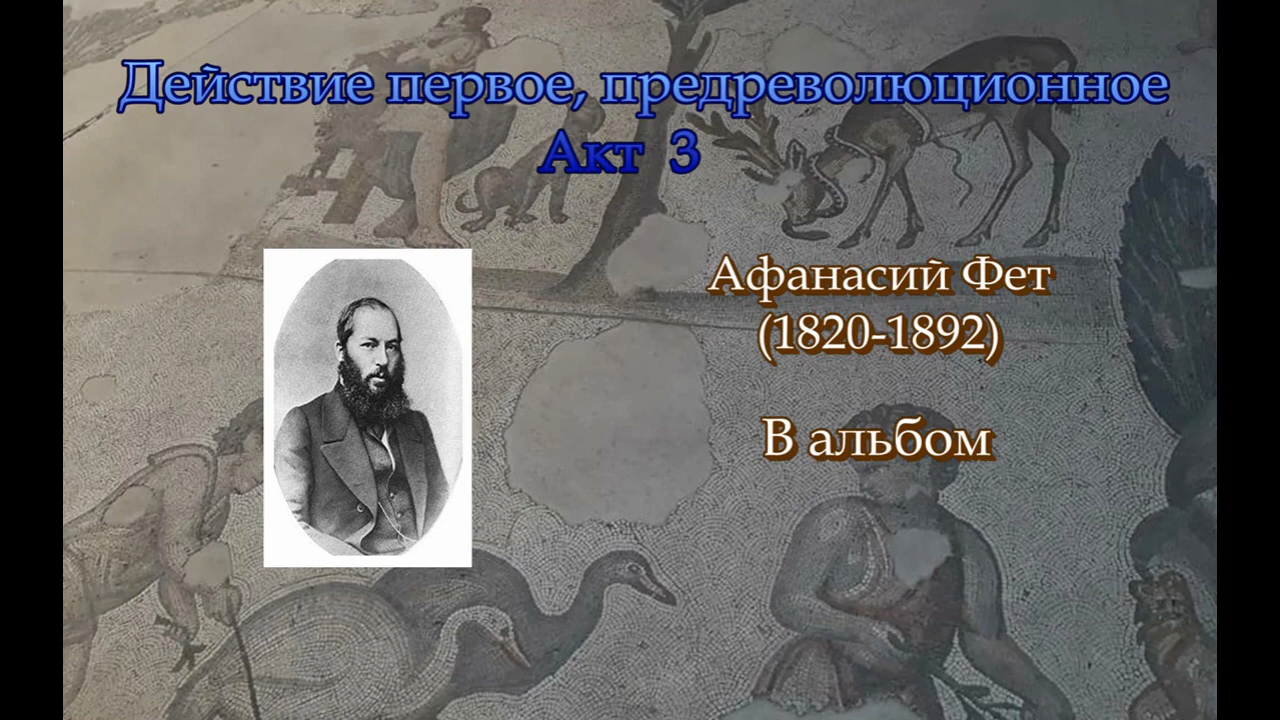 Действие первое, предреволюционное
Акт 3
Афанасий Фет
(1820-1892)
В альбом